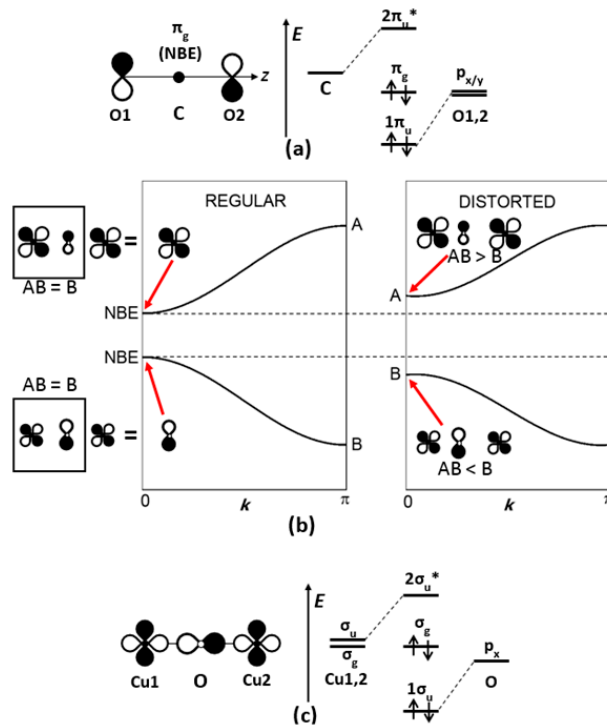 π_g
(NBE)
z
O1 C O2
E
2π_u*
C
π_g
1π_u
p_x/y
O1,2
(a)
REGULAR
A
NBE
NBE
B
0 k π
AB = B
=
AB = B
=
DISTORTED
AB > B
A
B
AB < B
0 k π
(b)
Cu1 O Cu2
E
2σ_u*
σ_u
σ_g
Cu1,2
σ_g
1σ_u
p_x
O
(c)